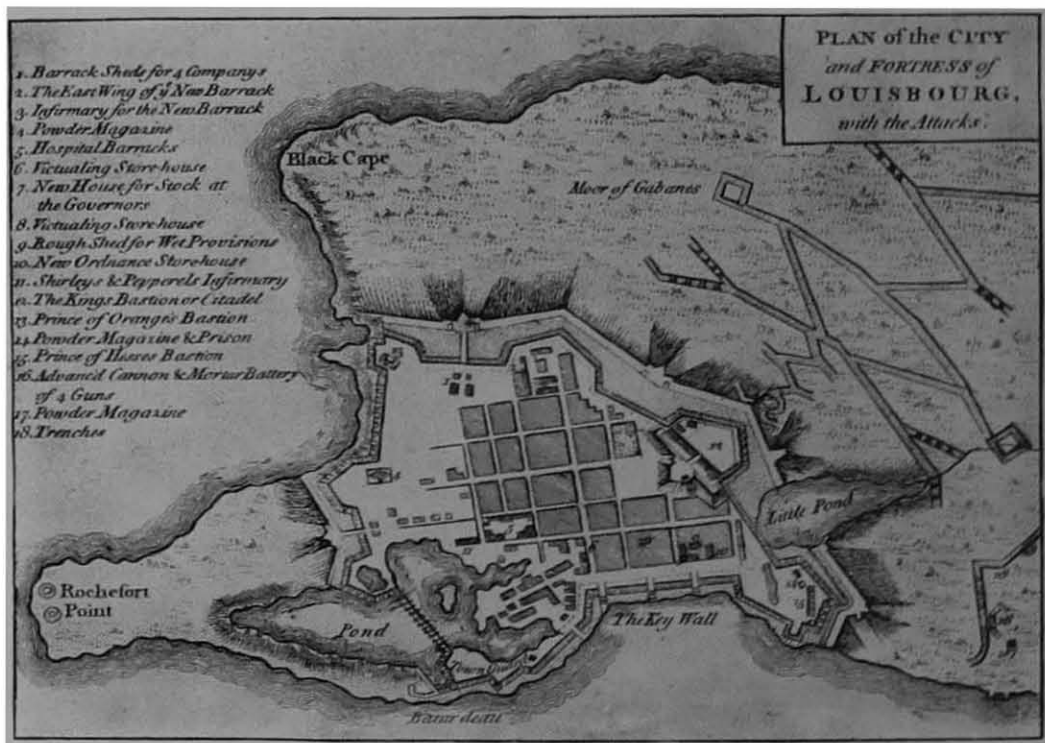 PLAN of the CITY
and FORTRESS of
LOUISBOURG,
with the Attacks.
1. Barrack Sheds for 4 Companys
2. The East Wing of yͤ New Barrack
3. Infirmary for the New Barrack
4. Powder Magazine
5. Hospital Barracks
6. Victualing Store-house
7. New House for Stock at
the Governors
8. Victualing Store-house
9. Rough Shed for Wet Provisions
10. New Ordnance Store-house
11. Shirleys & Pepperels Infirmary
12. The Kings Bastion or Citadel
13. Prince of Orange's Bastion
14. Powder Magazine & Prison
15. Prince of Hesses Bastion
16. Advanc'd Cannon & Mortar Battery
of 4 Guns
17. Powder Magazine
18. Trenches
Black Cape
Moor of Gabanes
Little Pond
Rochefort
Point
Pond
The Key Wall